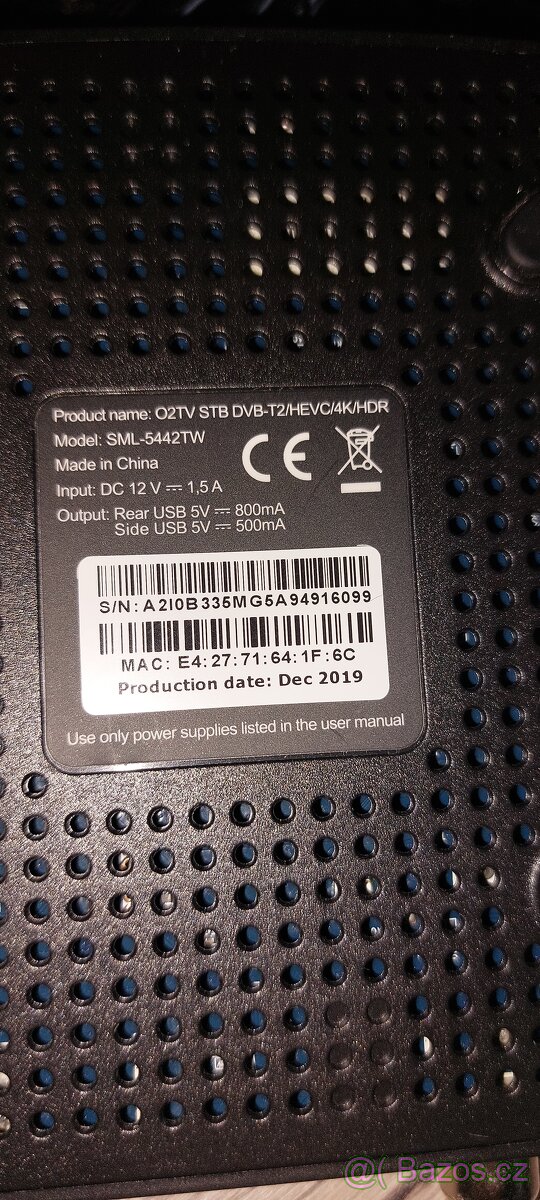 Product name: O2TV STB DVB-T2/HEVC/4K/HDR
Model: SML-5442TW
Made in China
Input: DC 12 V ⎓ 1,5 A
Output: Rear USB 5V ⎓ 800mA
Side USB 5V ⎓ 500mA
CE
S/N: A2I0B335MG5A94916099
MAC: E4:27:71:64:1F:6C
Production date: Dec 2019
Use only power supplies listed in the user manual
@( Bazos.cz